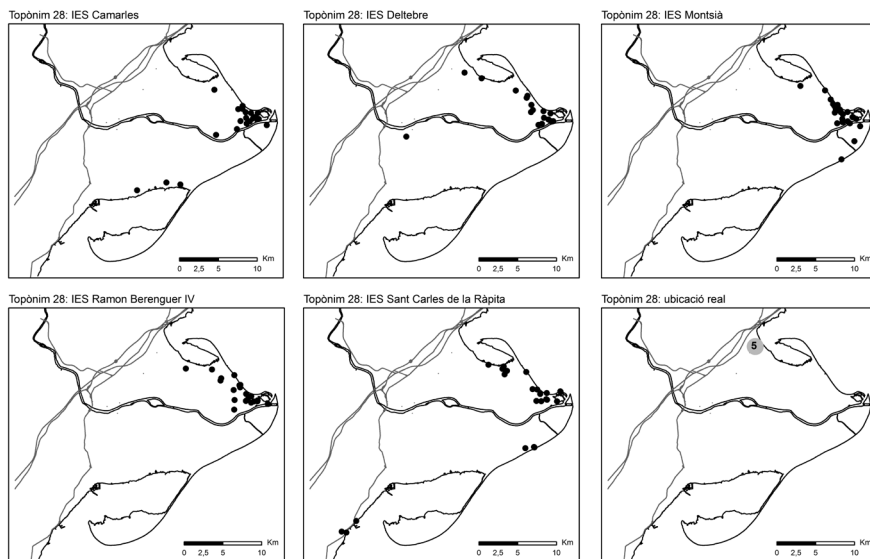 Topònim 28: IES Camarles
Topònim 28: IES Deltebre
Topònim 28: IES Montsià
Km
0 2,5 5 10
Km
0 2,5 5 10
Km
0 2,5 5 10
Topònim 28: IES Ramon Berenguer IV
Topònim 28: IES Sant Carles de la Ràpita
Topònim 28: ubicació real
5
Km
0 2,5 5 10
Km
0 2,5 5 10
Km
0 2,5 5 10